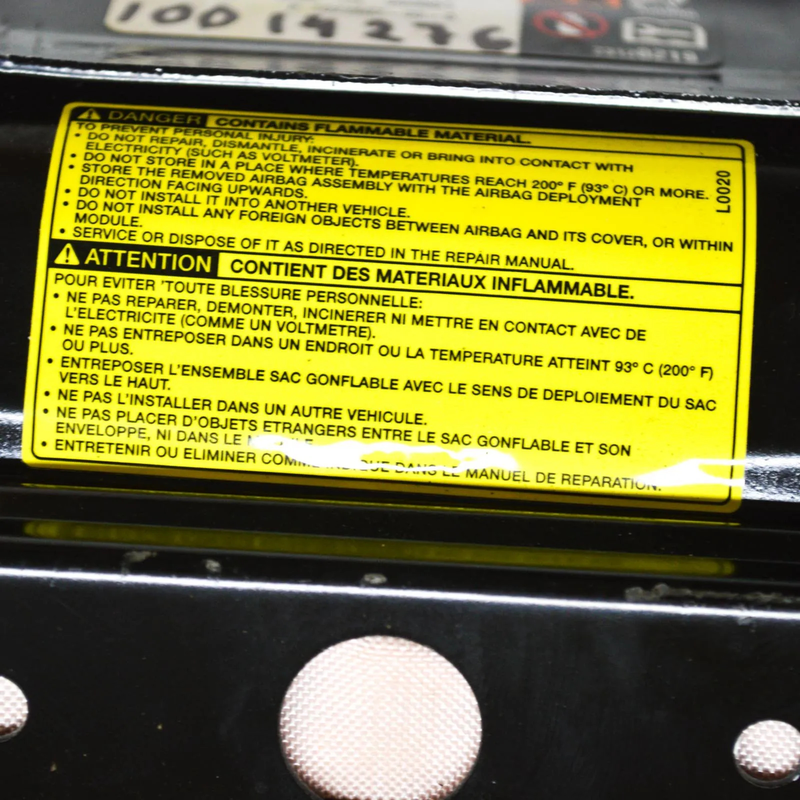 100 14276
DANGER CONTAINS FLAMMABLE MATERIAL.
TO PREVENT PERSONAL INJURY:
• DO NOT REPAIR, DISMANTLE, INCINERATE OR BRING INTO CONTACT WITH
ELECTRICITY (SUCH AS VOLTMETER).
• DO NOT STORE IN A PLACE WHERE TEMPERATURES REACH 200° F (93° C) OR MORE.
• STORE THE REMOVED AIRBAG ASSEMBLY WITH THE AIRBAG DEPLOYMENT
DIRECTION FACING UPWARDS.
• DO NOT INSTALL IT INTO ANOTHER VEHICLE.
• DO NOT INSTALL ANY FOREIGN OBJECTS BETWEEN AIRBAG AND ITS COVER, OR WITHIN
MODULE.
• SERVICE OR DISPOSE OF IT AS DIRECTED IN THE REPAIR MANUAL.
L0020
ATTENTION CONTIENT DES MATERIAUX INFLAMMABLE.
POUR EVITER 'TOUTE BLESSURE PERSONNELLE:
• NE PAS REPARER, DEMONTER, INCINERER NI METTRE EN CONTACT AVEC DE
L'ELECTRICITE (COMME UN VOLTMETRE).
• NE PAS ENTREPOSER DANS UN ENDROIT OU LA TEMPERATURE ATTEINT 93° C (200° F)
OU PLUS.
• ENTREPOSER L'ENSEMBLE SAC GONFLABLE AVEC LE SENS DE DEPLOIEMENT DU SAC
VERS LE HAUT.
• NE PAS L'INSTALLER DANS UN AUTRE VEHICULE.
• NE PAS PLACER D'OBJETS ETRANGERS ENTRE LE SAC GONFLABLE ET SON
ENVELOPPE, NI DANS LE
• ENTRETENIR OU ELIMINER COMME INDIQUE DANS LE MANUEL DE REPARATION.